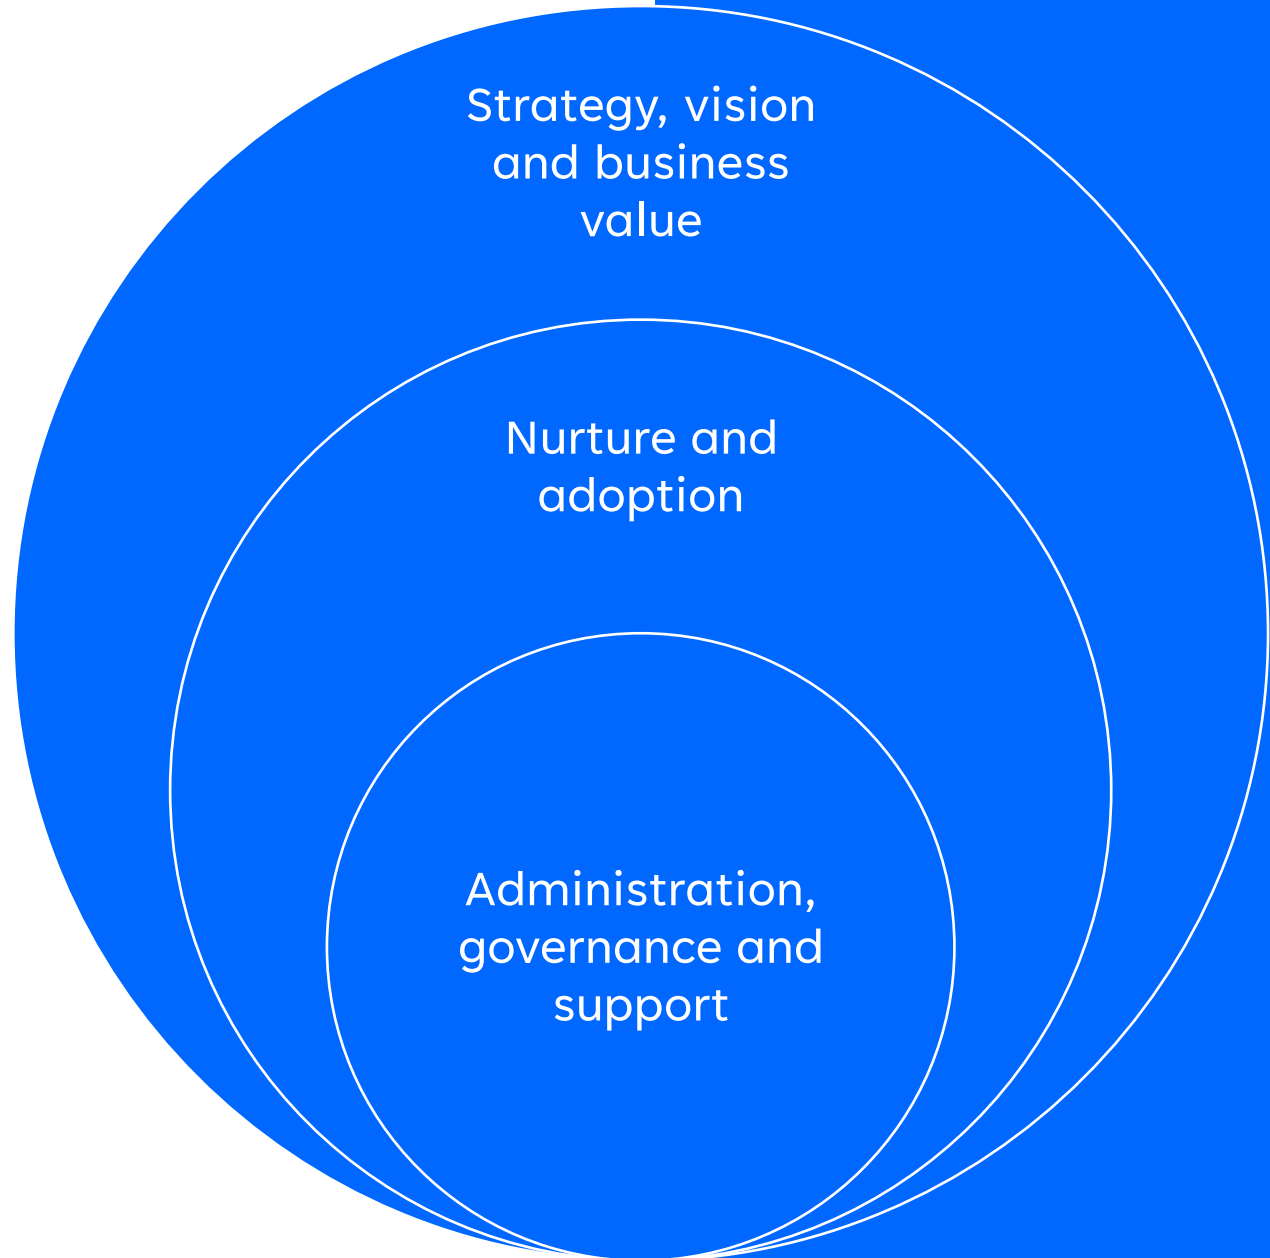 Strategy, vision
and business
value
Nurture and
adoption
Administration,
governance and
support